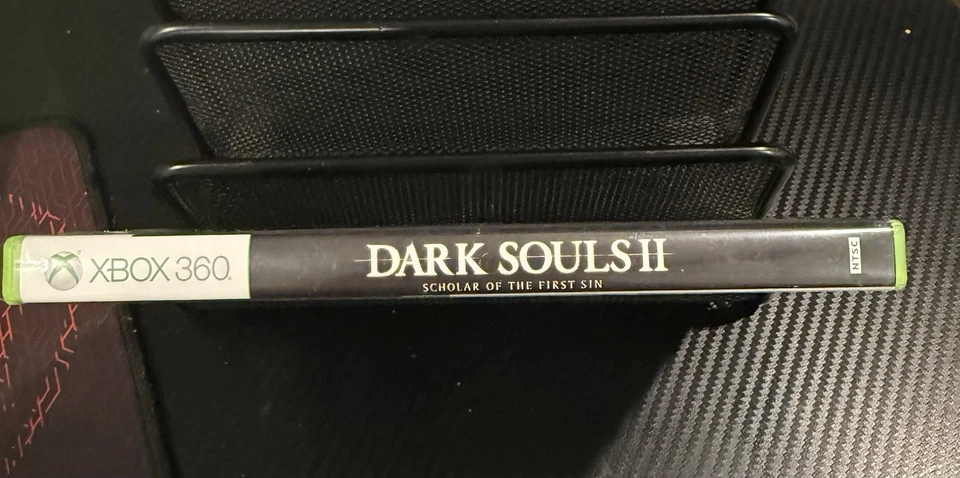 XBOX 360
DARK SOULS II
SCHOLAR OF THE FIRST SIN
NTSC